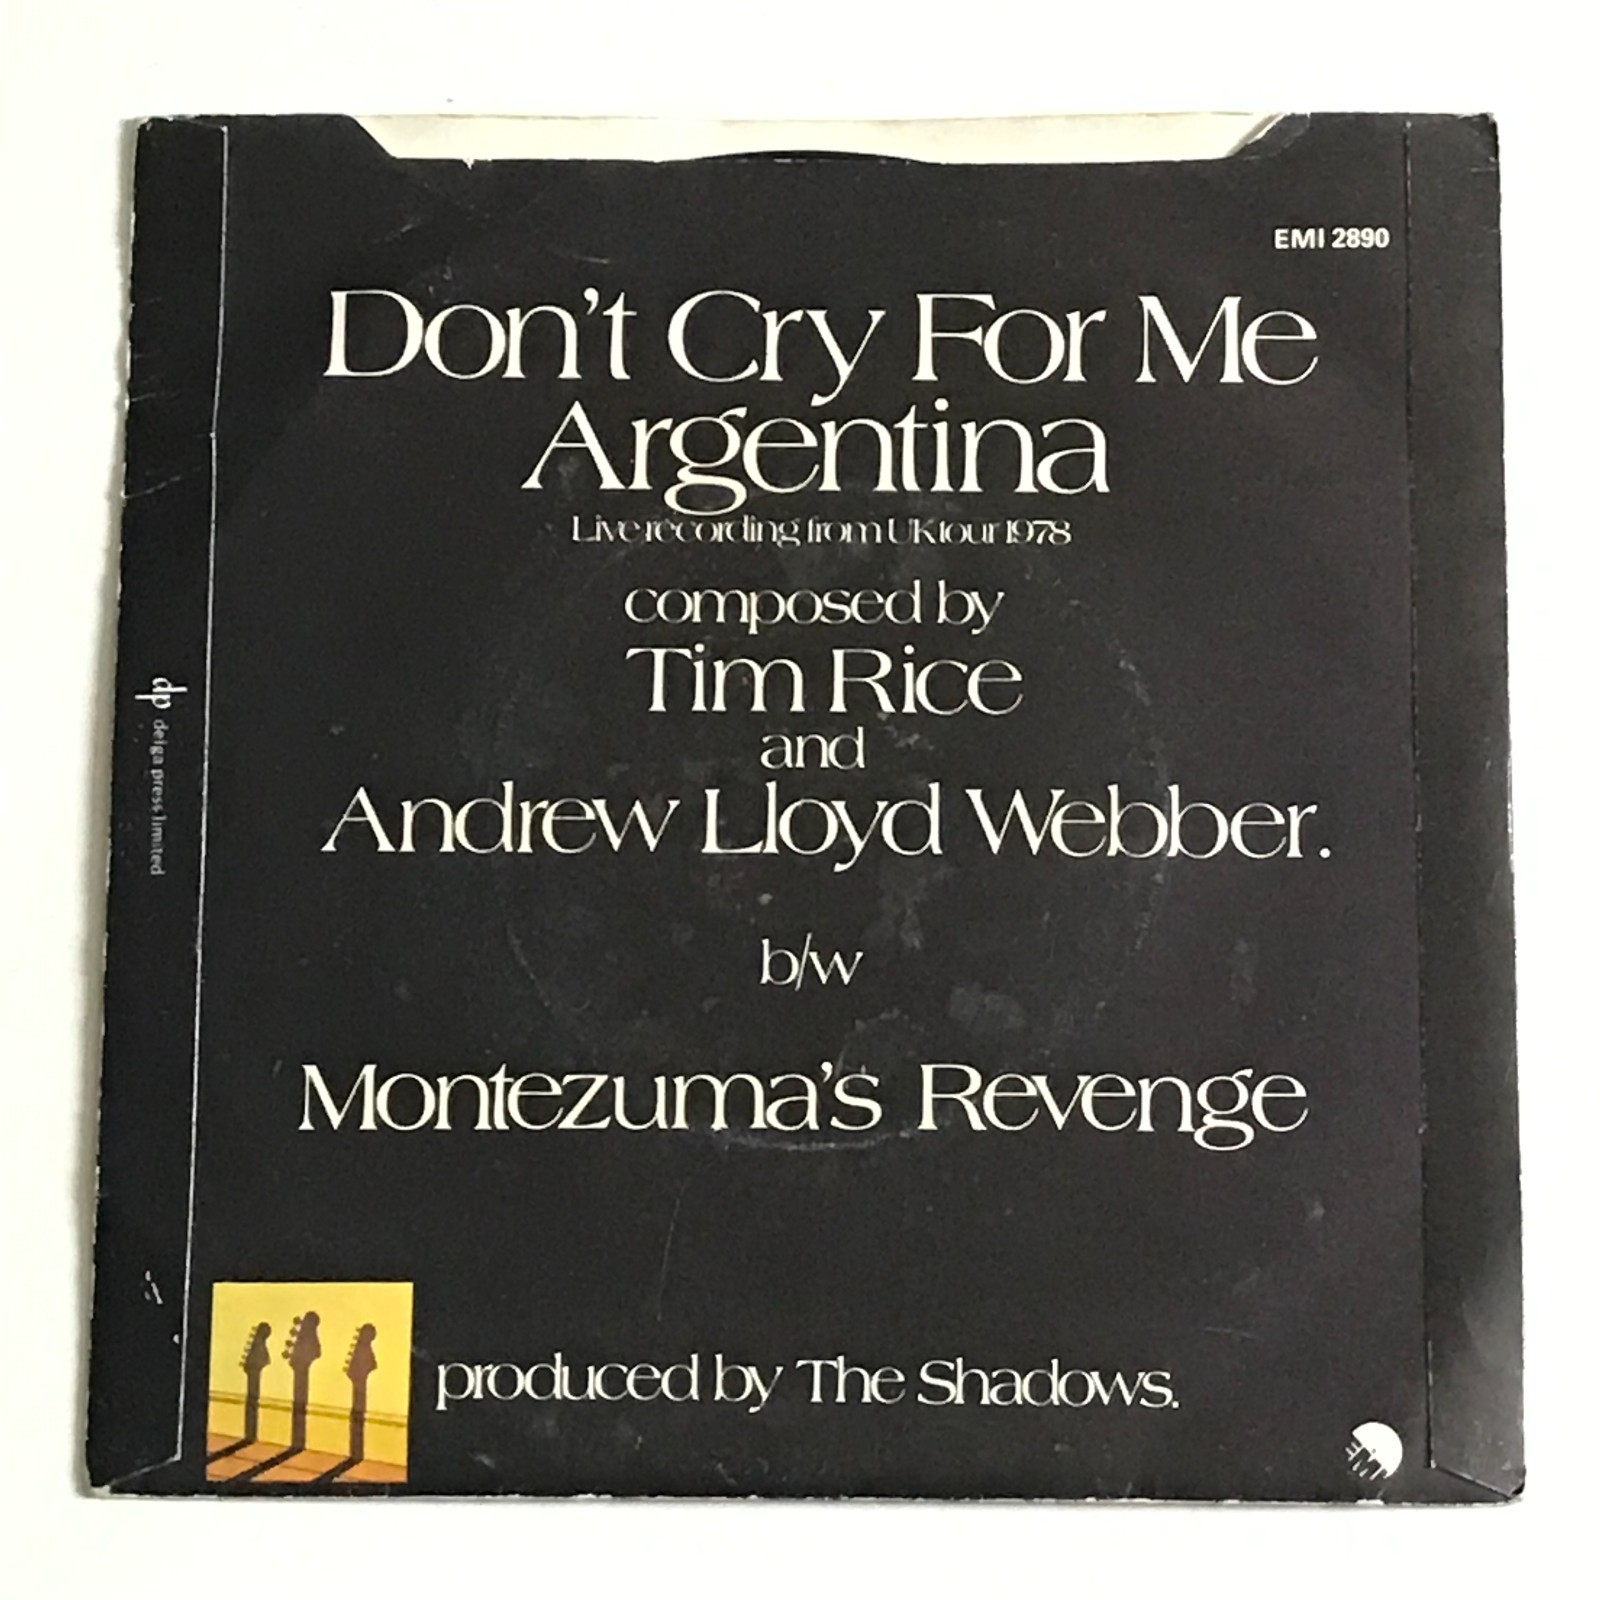 EMI 2890
Don't Cry For Me
Argentina
Live recording from UK tour 1978
composed by
Tim Rice
and
Andrew Lloyd Webber.
b/w
Montezuma's Revenge
produced by The Shadows.
dp delga press limited
EMI